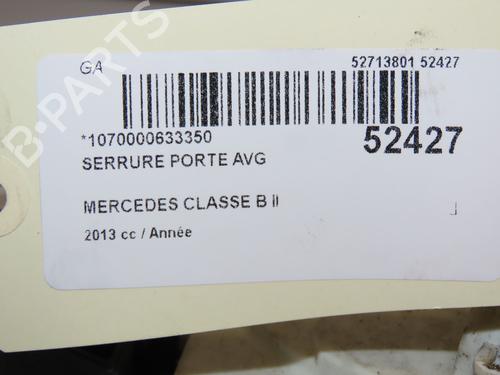 GA
52713801 52427
*1070000633350
52427
SERRURE PORTE AVG
MERCEDES CLASSE B II
2013 cc / Année
B-PARTS